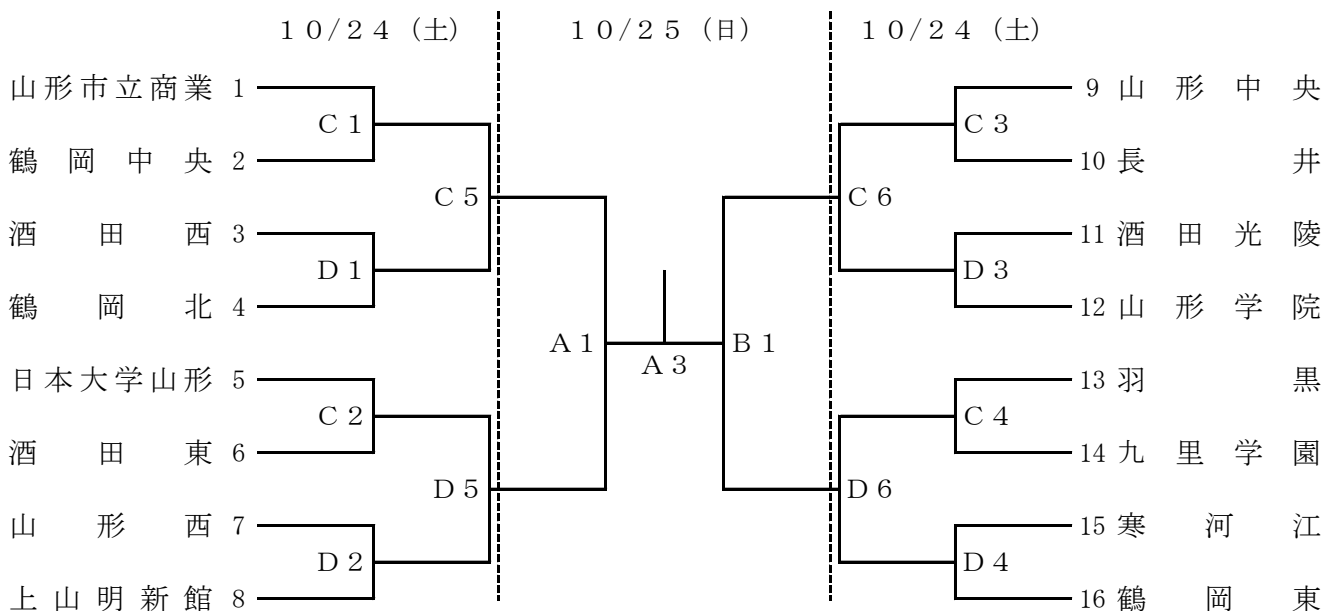 １０/２４（土） １０/２５（日） １０/２４（土）
山形市立商業 1 9 山形中央
Ｃ１ Ｃ３
鶴岡中央 2 10 長井
Ｃ５ Ｃ６
酒田西 3 11 酒田光陵
Ｄ１ Ｄ３
鶴岡北 4 12 山形学院
Ａ１ Ｂ１
Ａ３
日本大学山形 5 13 羽黒
Ｃ２ Ｃ４
酒田東 6 14 九里学園
Ｄ５ Ｄ６
山形西 7 15 寒河江
Ｄ２ Ｄ４
上山明新館 8 16 鶴岡東